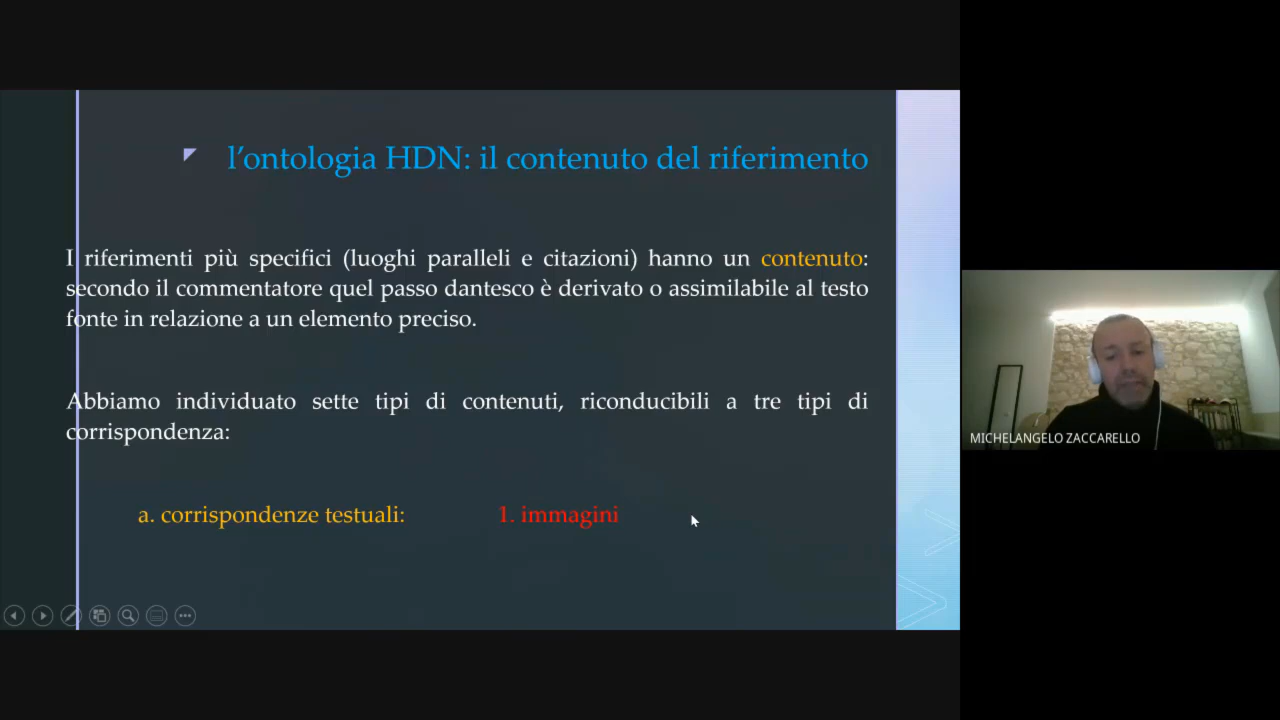 l'ontologia HDN: il contenuto del riferimento
I riferimenti più specifici (luoghi paralleli e citazioni) hanno un contenuto:
secondo il commentatore quel passo dantesco è derivato o assimilabile al testo
fonte in relazione a un elemento preciso.
Abbiamo individuato sette tipi di contenuti, riconducibili a tre tipi di
corrispondenza:
a. corrispondenze testuali: 1. immagini
MICHELANGELO ZACCARELLO